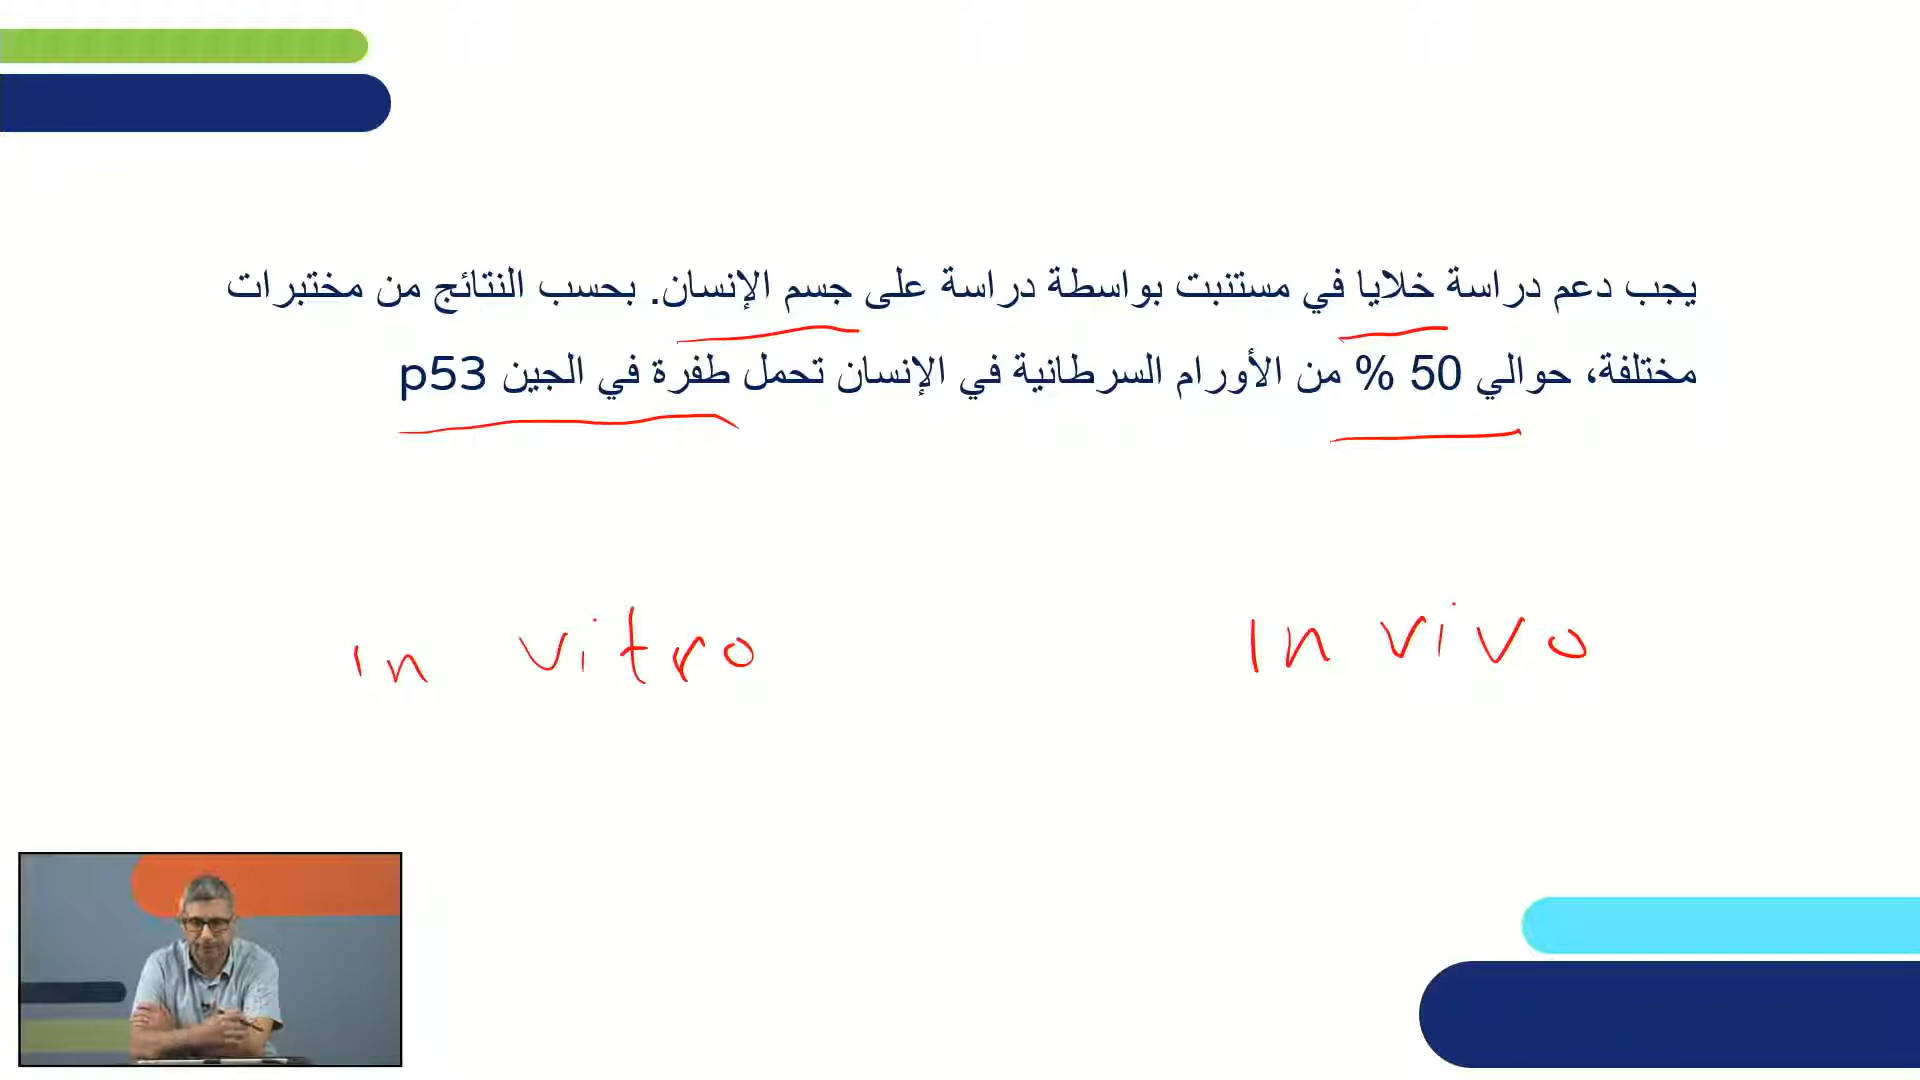 يجب دعم دراسة خلايا في مستنبت بواسطة دراسة على جسم الإنسان. بحسب النتائج من مختبرات
مختلفة، حوالي 50 % من الأورام السرطانية في الإنسان تحمل طفرة في الجين p53
in vitro
In vivo